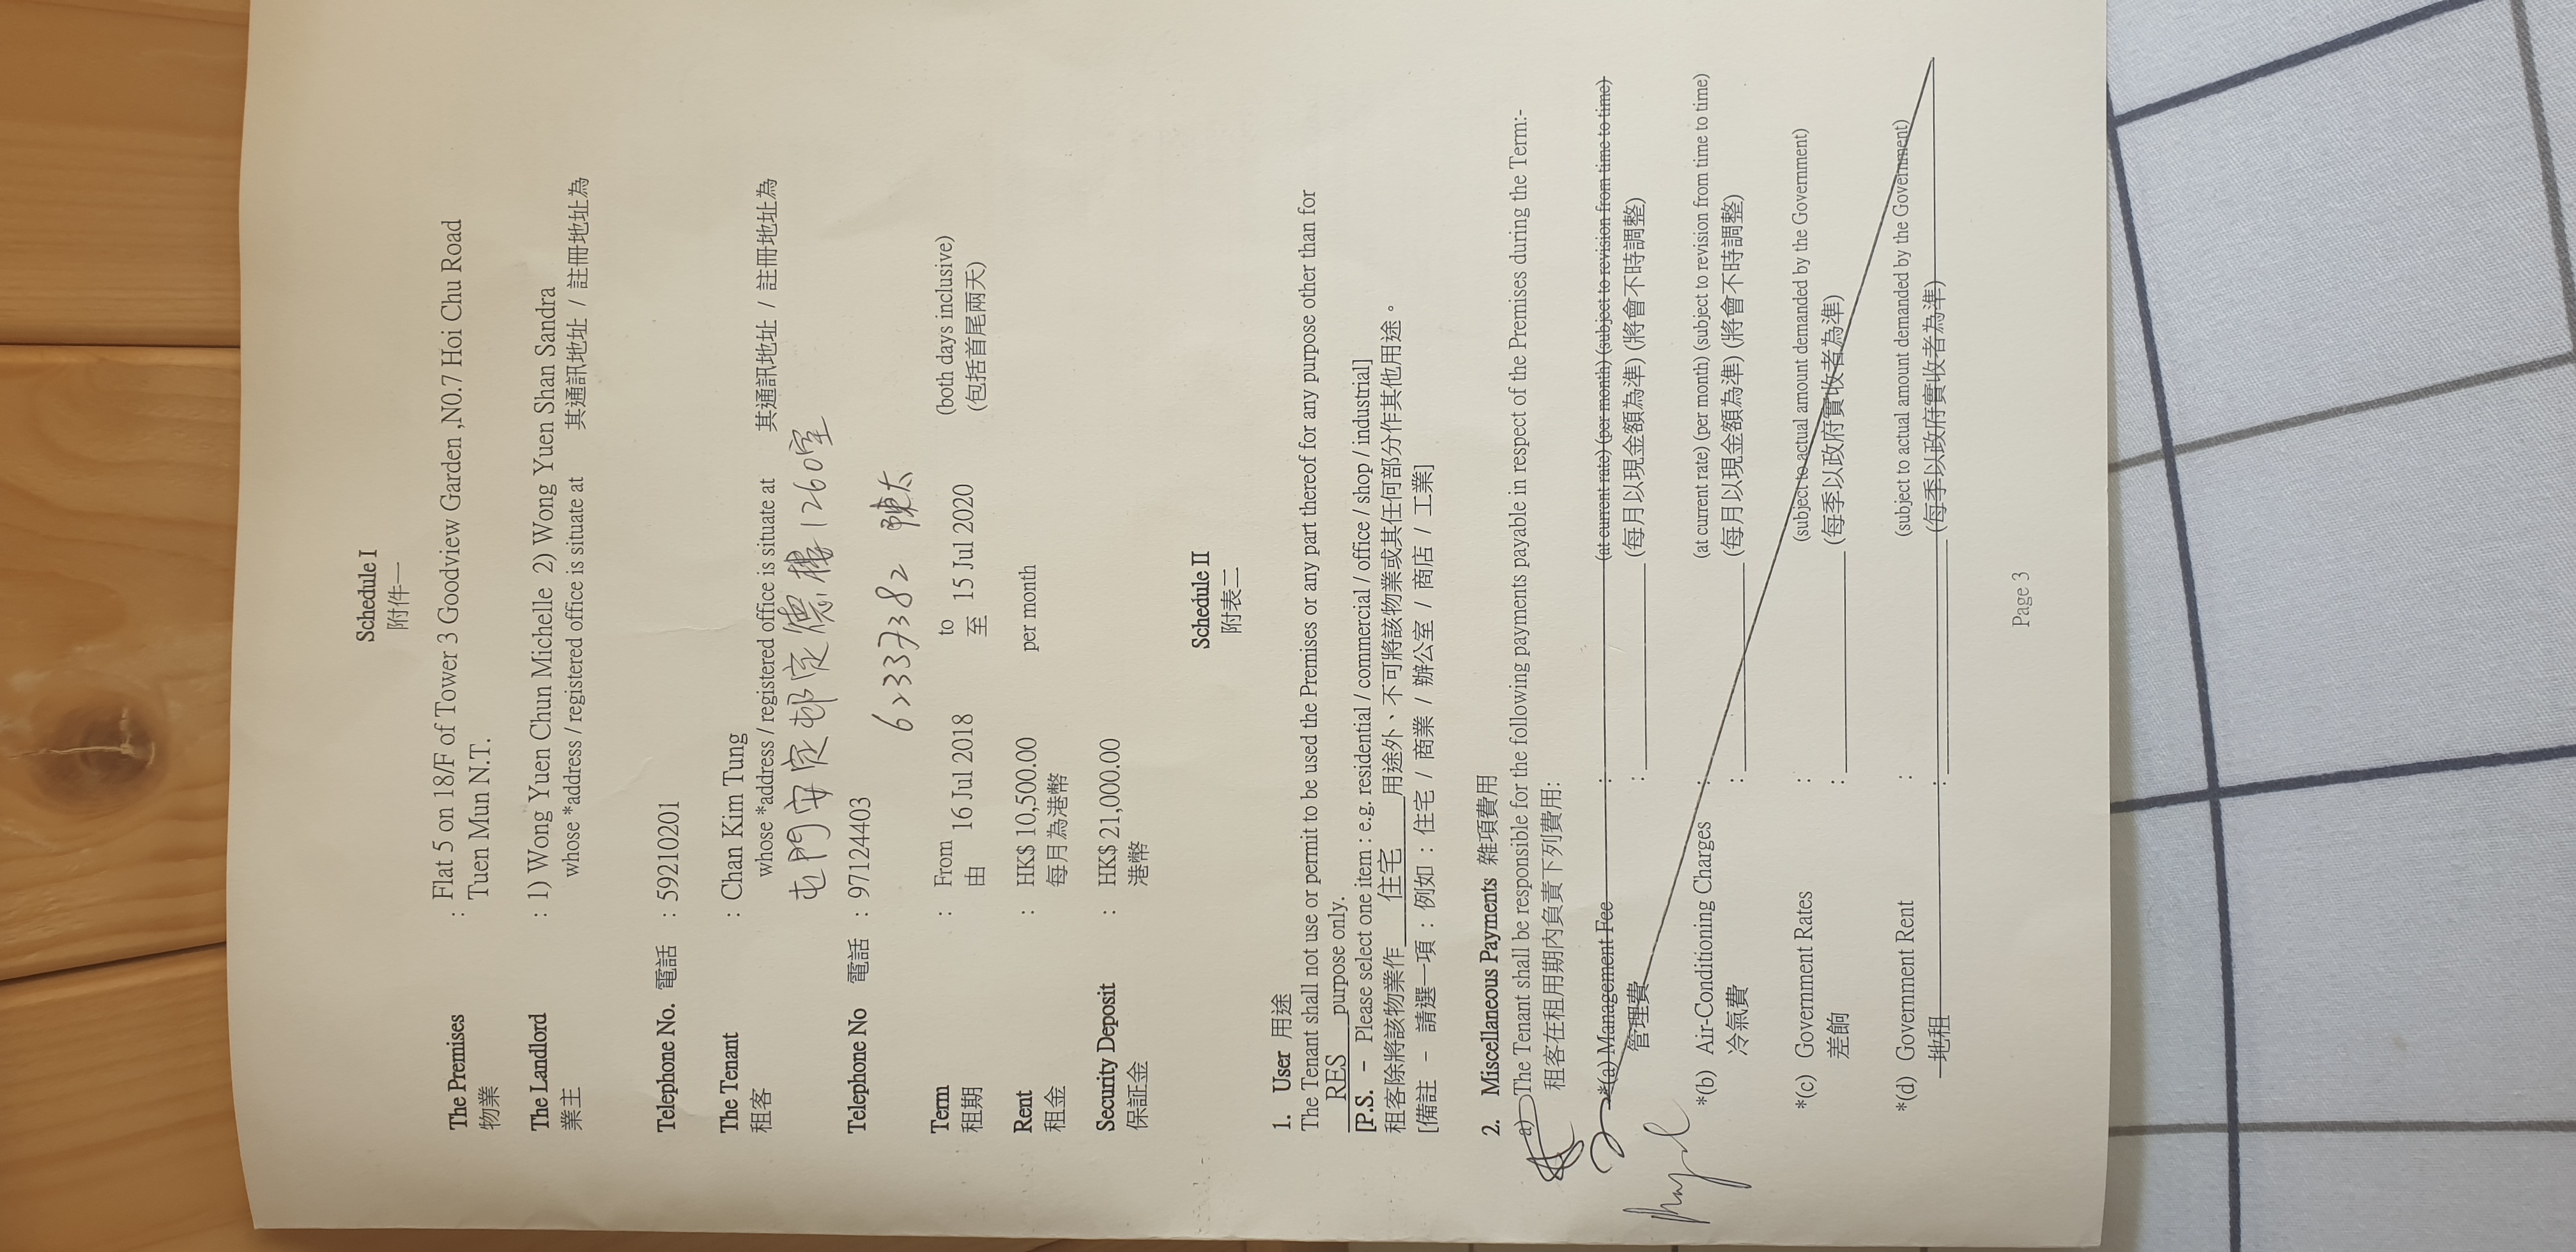 Schedule I
附件一
The Premises : Flat 5 on 18/F of Tower 3 Goodview Garden ,N0.7 Hoi Chu Road
物業 Tuen Mun N.T.
The Landlord : 1) Wong Yuen Chun Michelle 2) Wong Yuen Shan Sandra
業主 whose *address / registered office is situate at 其通訊地址 / 註冊地址為
Telephone No. 電話 : 59210201
The Tenant : Chan Kim Tung
租客 whose *address / registered office is situate at 其通訊地址 / 註冊地址為
屯門安定邨定德樓1260室
Telephone No 電話 : 97124403
62337382 陳太
Term : From 16 Jul 2018 to 15 Jul 2020 (both days inclusive)
租期 由 至 (包括首尾兩天)
Rent : HK$ 10,500.00 per month
租金 每月為港幣
Security Deposit : HK$ 21,000.00
保証金 港幣
Schedule II
附表二
1. User 用途
The Tenant shall not use or permit to be used the Premises or any part thereof for any purpose other than for
RES purpose only.
[P.S. - Please select one item : e.g. residential / commercial / office / shop / industrial]
租客除將該物業作 住宅 用途外、不可將該物業或其任何部分作其他用途。
[備註 - 請選一項 : 例如 : 住宅 / 商業 / 辦公室 / 商店 / 工業]
2. Miscellaneous Payments 雜項費用
a) The Tenant shall be responsible for the following payments payable in respect of the Premises during the Term:-
租客在租用期內負責下列費用:
*(a) Management Fee : (at current rate) (per month) (subject to revision from time to time)
管理費 : (每月以現金額為準) (將會不時調整)
*(b) Air-Conditioning Charges : (at current rate) (per month) (subject to revision from time to time)
冷氣費 : (每月以現金額為準) (將會不時調整)
*(c) Government Rates : (subject to actual amount demanded by the Government)
差餉 : (每季以政府實收者為準)
*(d) Government Rent : (subject to actual amount demanded by the Government)
地租 : (每季以政府實收者為準)
Page 3